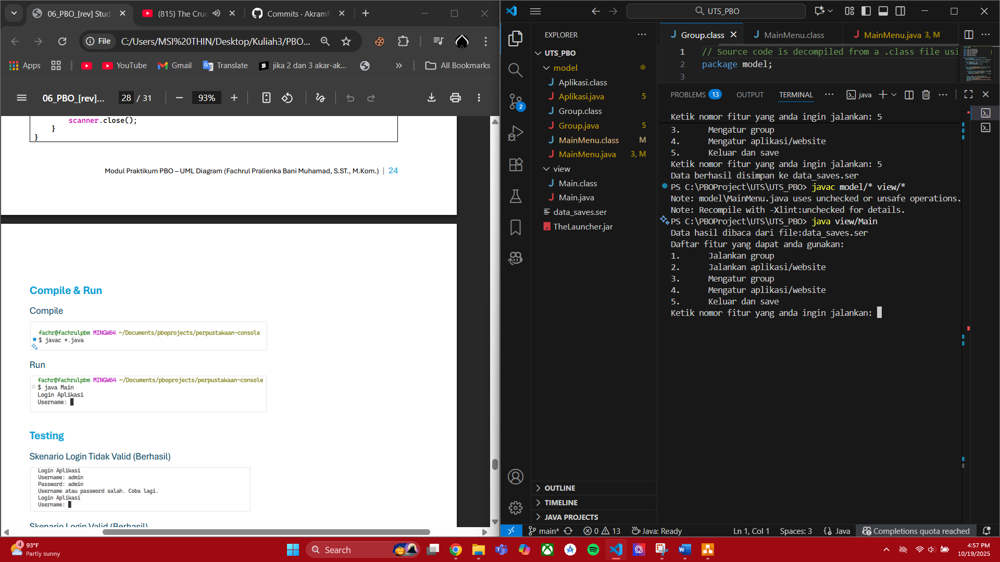 06_PBO_[rev] Stud
(815) The Crue
Commits · AkramN
File
C:/Users/MSI%20THIN/Desktop/Kuliah3/PBO...
Apps
YouTube
Gmail
Translate
jika 2 dan 3 akar-ak...
»
All Bookmarks
06_PBO_[rev]...
28 / 31
93%
scanner.close();
}
}
Modul Praktikum PBO – UML Diagram (Fachrul Pralienka Bani Muhamad, S.ST., M.Kom.) | 24
Compile & Run
Compile
fachr@fachrulpbm MINGW64 ~/Documents/pboprojects/perpustakaan-console
$ javac *.java
Run
fachr@fachrulpbm MINGW64 ~/Documents/pboprojects/perpustakaan-console
$ java Main
Login Aplikasi
Username:
Testing
Skenario Login Tidak Valid (Berhasil)
Login Aplikasi
Username: admin
Password: admin
Username atau password salah. Coba lagi.
Login Aplikasi
Username:
Skenario Login Valid (Berhasil)
UTS_PBO
EXPLORER
UTS_PBO
model
Aplikasi.class
Aplikasi.java 5
Group.class
Group.java 5
MainMenu.class M
MainMenu.java 3, M
view
Main.class
Main.java
data_saves.ser
TheLauncher.jar
OUTLINE
TIMELINE
JAVA PROJECTS
2
Group.class
MainMenu.class
MainMenu.java 3, M
1 // Source code is decompiled from a .class file usi
2 package model;
3
PROBLEMS 13
OUTPUT
TERMINAL
java
Ketik nomor fitur yang anda ingin jalankan: 5
3. Mengatur group
4. Mengatur aplikasi/website
5. Keluar dan save
Ketik nomor fitur yang anda ingin jalankan: 5
Data berhasil disimpan ke data_saves.ser
PS C:\PBOProject\UTS\UTS_PBO> javac model/* view/*
Note: model\MainMenu.java uses unchecked or unsafe operations.
Note: Recompile with -Xlint:unchecked for details.
PS C:\PBOProject\UTS\UTS_PBO> java view/Main
Data hasil dibaca dari file:data_saves.ser
Daftar fitur yang dapat anda gunakan:
1. Jalankan group
2. Jalankan aplikasi/website
3. Mengatur group
4. Mengatur aplikasi/website
5. Keluar dan save
Ketik nomor fitur yang anda ingin jalankan:
main*
0
13
Java: Ready
Ln 1, Col 1
Spaces: 3
Java
Completions quota reached
4
93°F
Partly sunny
Search
4:57 PM
10/19/2025